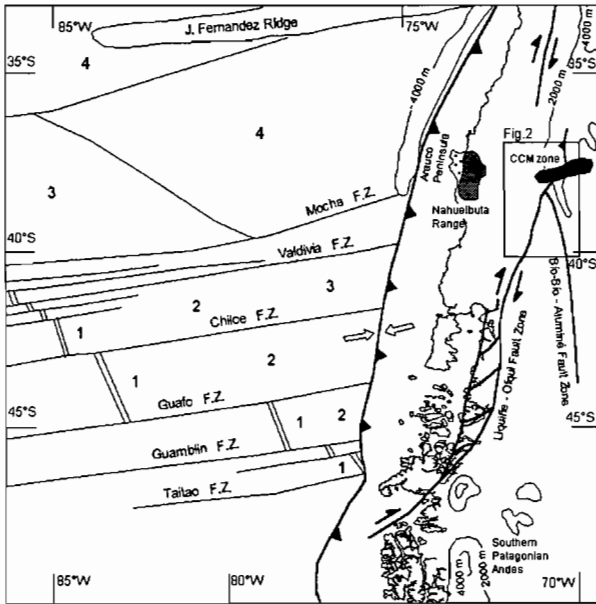 85°W
75°W
J. Fernandez Ridge
4000 m
2000 m
35°S
35°S
4
4
4000 m
Fig.2
CCM zone
Arauco
Peninsula
3
Mocha F.Z.
Nahuelbuta
Range
40°S
40°S
Valdivia F.Z.
3
2
1
Chiloe F.Z.
Bio-Bio - Aluminé Fault Zone
2
1
Liquiñe - Ofqui Fault Zone
Guafo F.Z.
45°S
45°S
1
2
Guamblin F.Z.
1
Taitao F.Z.
Southern
Patagonian
Andes
4000 m
2000 m
85°W
80°W
70°W